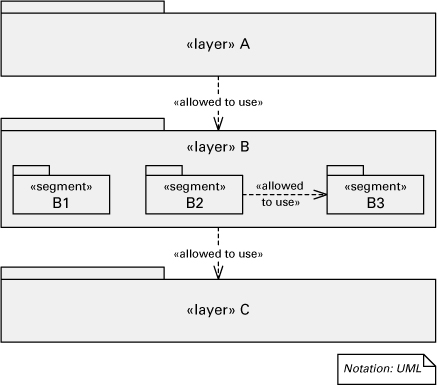 «layer» A
«allowed to use»
«layer» B
«segment»
B1
«segment»
B2
«allowed
to use»
«segment»
B3
«allowed to use»
«layer» C
Notation: UML